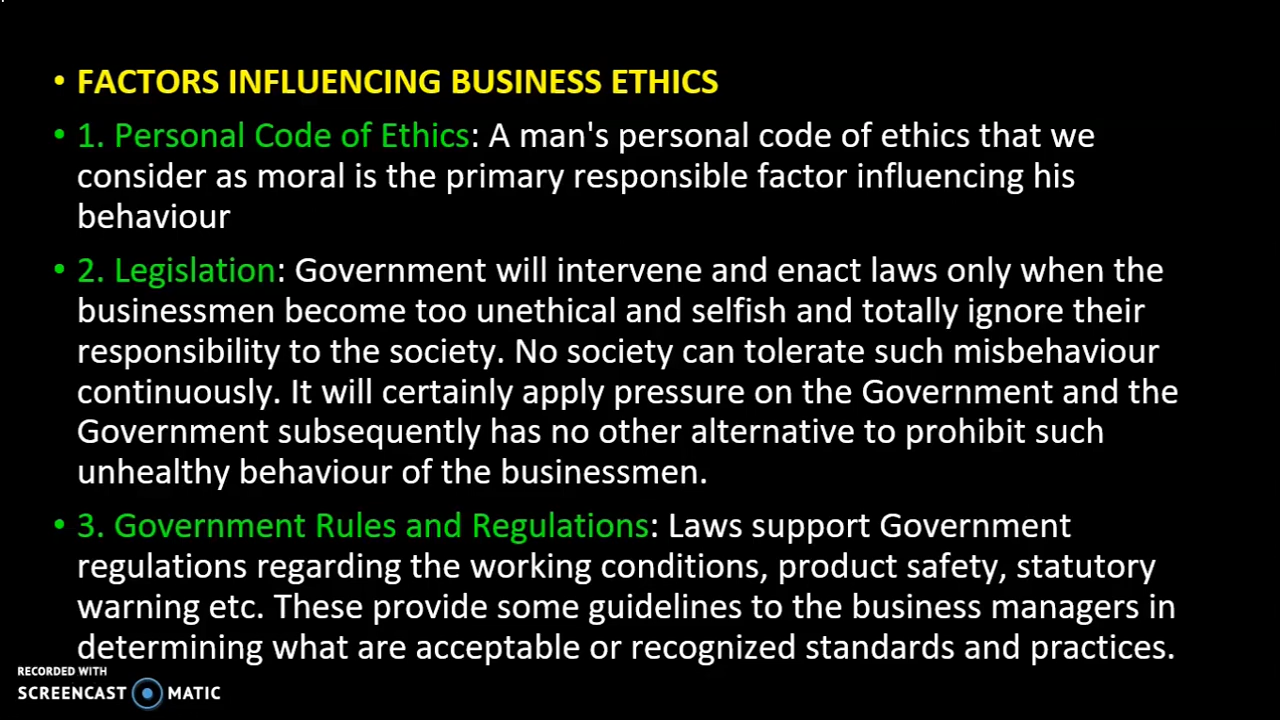 • FACTORS INFLUENCING BUSINESS ETHICS
• 1. Personal Code of Ethics: A man's personal code of ethics that we
consider as moral is the primary responsible factor influencing his
behaviour
• 2. Legislation: Government will intervene and enact laws only when the
businessmen become too unethical and selfish and totally ignore their
responsibility to the society. No society can tolerate such misbehaviour
continuously. It will certainly apply pressure on the Government and the
Government subsequently has no other alternative to prohibit such
unhealthy behaviour of the businessmen.
• 3. Government Rules and Regulations: Laws support Government
regulations regarding the working conditions, product safety, statutory
warning etc. These provide some guidelines to the business managers in
determining what are acceptable or recognized standards and practices.
RECORDED WITH
SCREENCAST MATIC